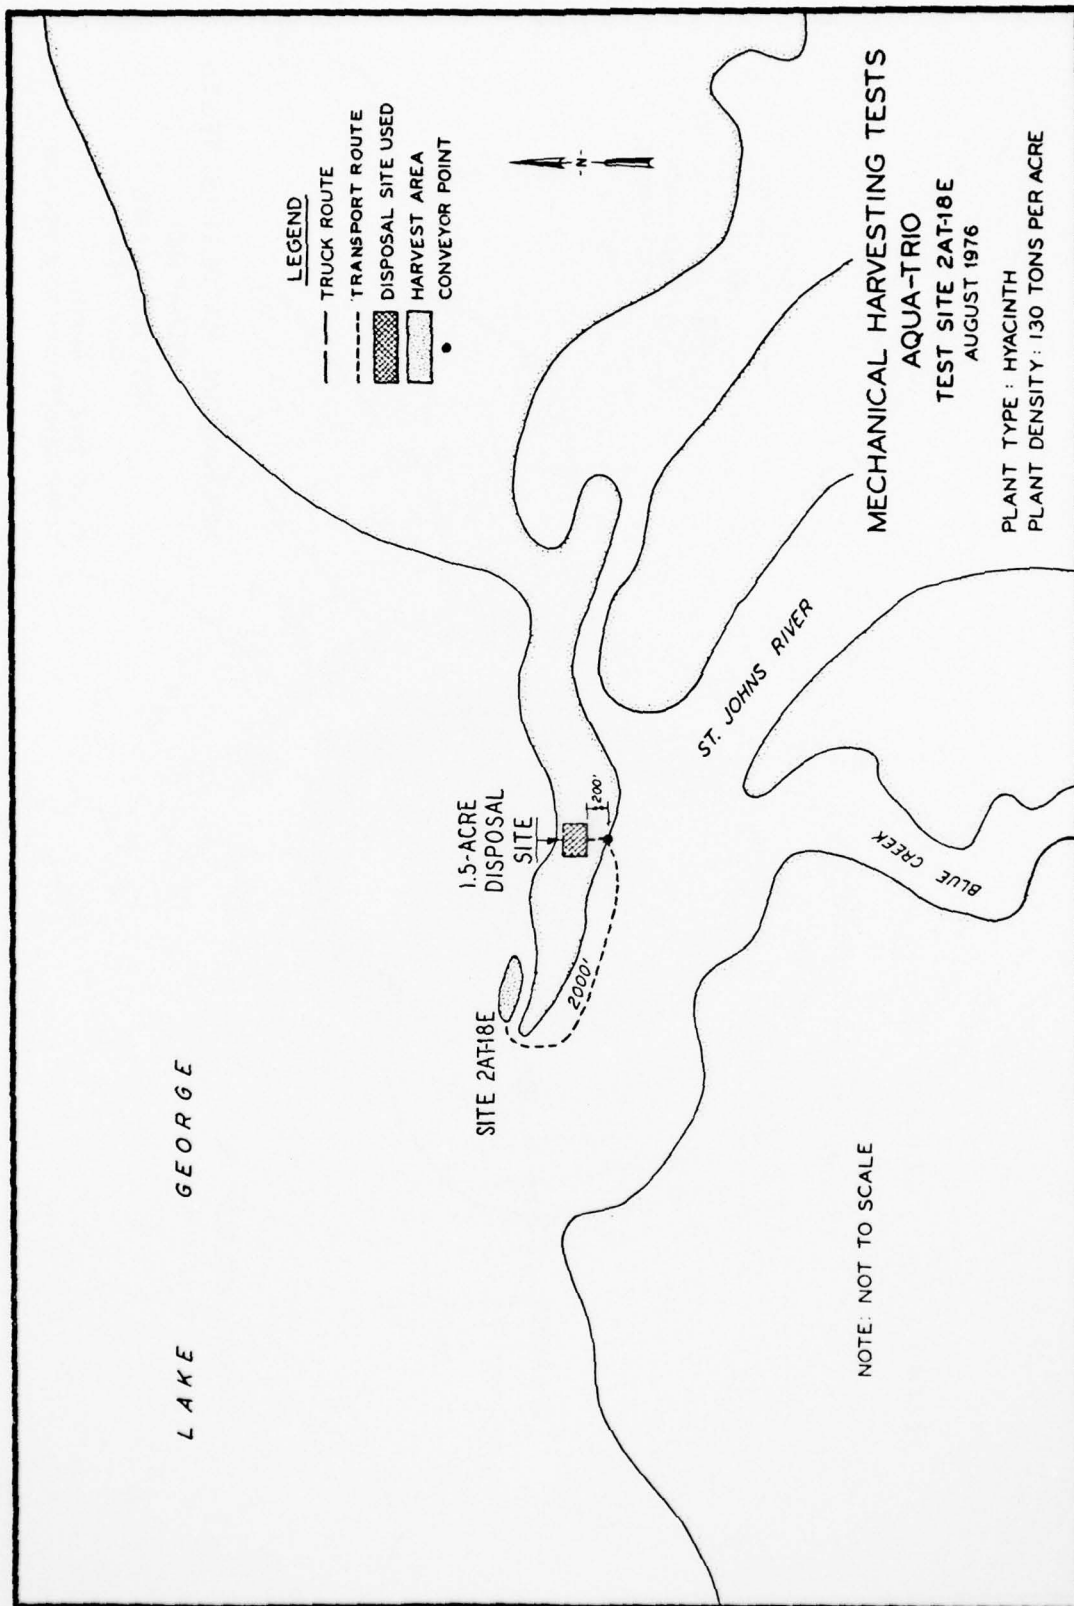 LAKE GEORGE
LEGEND
TRUCK ROUTE
TRANSPORT ROUTE
DISPOSAL SITE USED
HARVEST AREA
CONVEYOR POINT
-N-
1.5-ACRE
DISPOSAL
SITE
SITE 2AT-18E
200'
2000'
ST. JOHNS RIVER
BLUE CREEK
NOTE: NOT TO SCALE
MECHANICAL HARVESTING TESTS
AQUA-TRIO
TEST SITE 2AT-18E
AUGUST 1976
PLANT TYPE: HYACINTH
PLANT DENSITY: 130 TONS PER ACRE